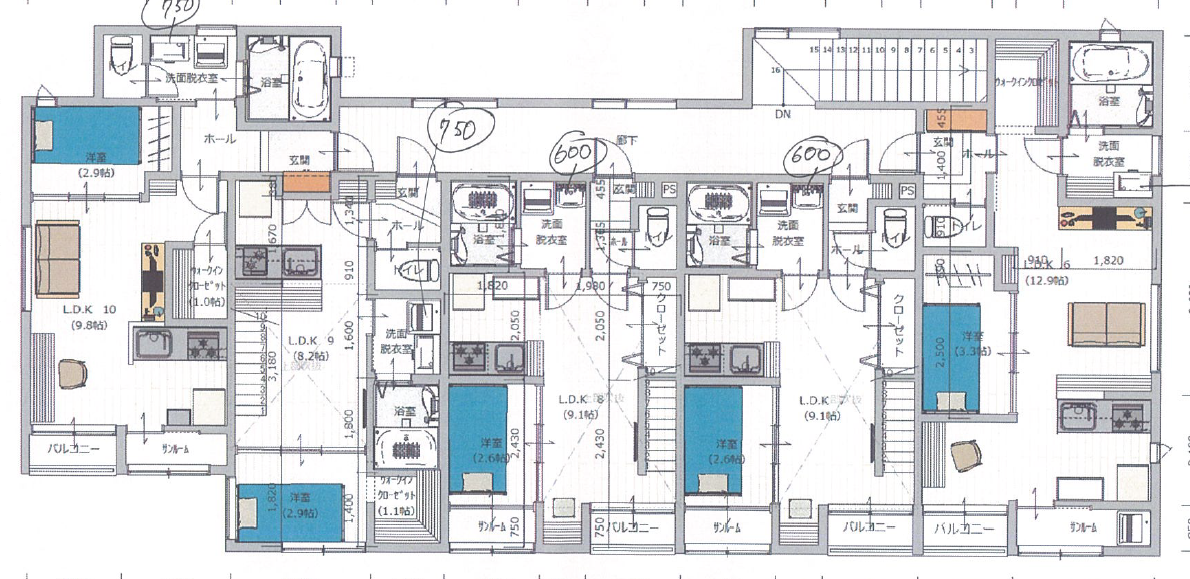 750
トイレ
洗面脱衣室
浴室
15 14 13 12 11 10 9 8 7 6 5 4 3
16
DN
ウォークインクロゼット
浴室
洋室
(2.9帖)
ホール
玄関
750
600
廊下
600
455
玄関
1,400
ホール
洗面
脱衣室
L.D.K 10
(9.8帖)
ウォークイン
クローゼット
(1.0帖)
1,340
玄関
ホール
トイレ
910
浴室
1,820
洗面
脱衣室
455
玄関
PS
ホール
トイレ
1,980
750
浴室
洗面
脱衣室
玄関
PS
ホール
トイレ
トイレ
910
910
1,820
L.D.K 6
(12.9帖)
L.D.K 9
(8.2帖)
3,180
1,600
洗面
脱衣室
2,050
2,050
クローゼット
クローゼット
洋室
(3.3帖)
2,500
L.D.K 8
(9.1帖)
L.D.K
(9.1帖)
1,800
浴室
洋室
(2.6帖)
2,430
2,430
洋室
(2.6帖)
バルコニー
サンルーム
1,820
洋室
(2.9帖)
1,400
ウォークイン
クローゼット
(1.1帖)
サンルーム
750
750
バルコニー
サンルーム
バルコニー
バルコニー
サンルーム